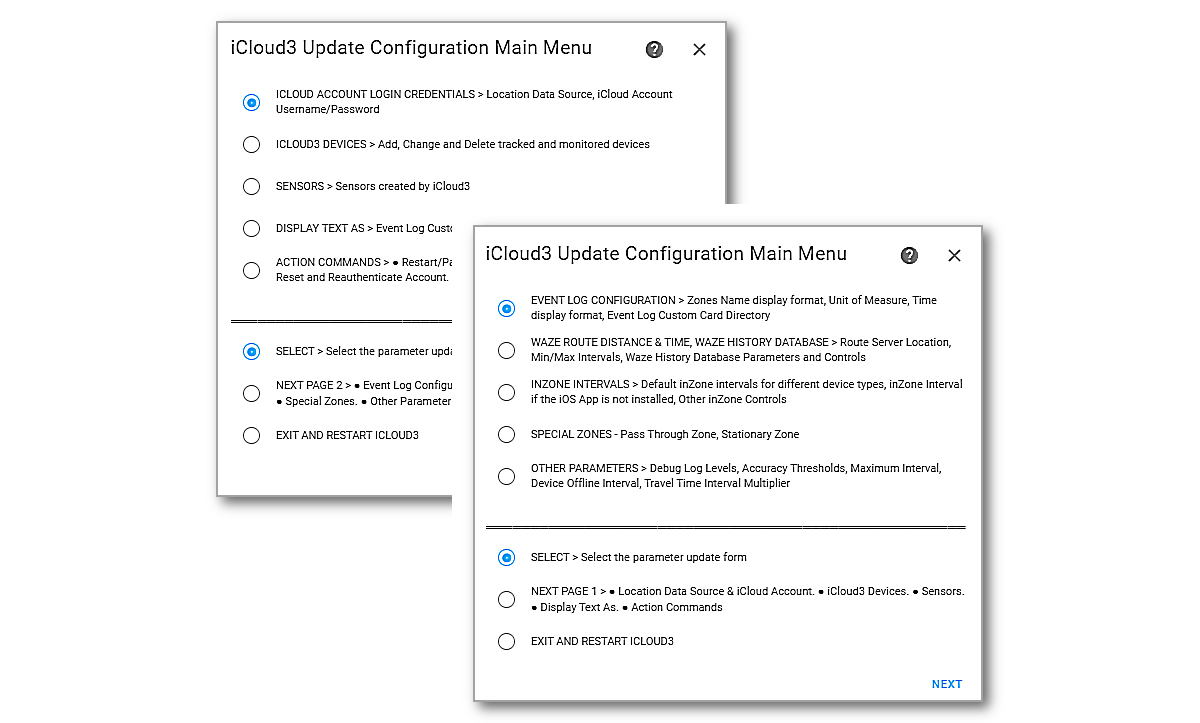 iCloud3 Update Configuration Main Menu
ICLOUD ACCOUNT LOGIN CREDENTIALS > Location Data Source, iCloud Account
Username/Password
ICLOUD3 DEVICES > Add, Change and Delete tracked and monitored devices
SENSORS > Sensors created by iCloud3
DISPLAY TEXT AS > Event Log
ACTION COMMANDS > ●
Reset and Reauthenticate Account.
SELECT > Select the parameter
NEXT PAGE 2 > ● Event Log
● Special Zones. ● Other Parameter
EXIT AND RESTART ICLOUD3
iCloud3 Update Configuration Main Menu
EVENT LOG CONFIGURATION > Zones Name display format, Unit of Measure, Time
display format, Event Log Custom Card Directory
WAZE ROUTE DISTANCE & TIME, WAZE HISTORY DATABASE > Route Server Location,
Min/Max Intervals, Waze History Database Parameters and Controls
INZONE INTERVALS > Default inZone intervals for different device types, inZone Interval
if the iOS App is not installed, Other inZone Controls
SPECIAL ZONES - Pass Through Zone, Stationary Zone
OTHER PARAMETERS > Debug Log Levels, Accuracy Thresholds, Maximum Interval,
Device Offline Interval, Travel Time Interval Multiplier
SELECT > Select the parameter update form
NEXT PAGE 1 > ● Location Data Source & iCloud Account. ● iCloud3 Devices. ● Sensors.
● Display Text As. ● Action Commands
EXIT AND RESTART ICLOUD3
NEXT